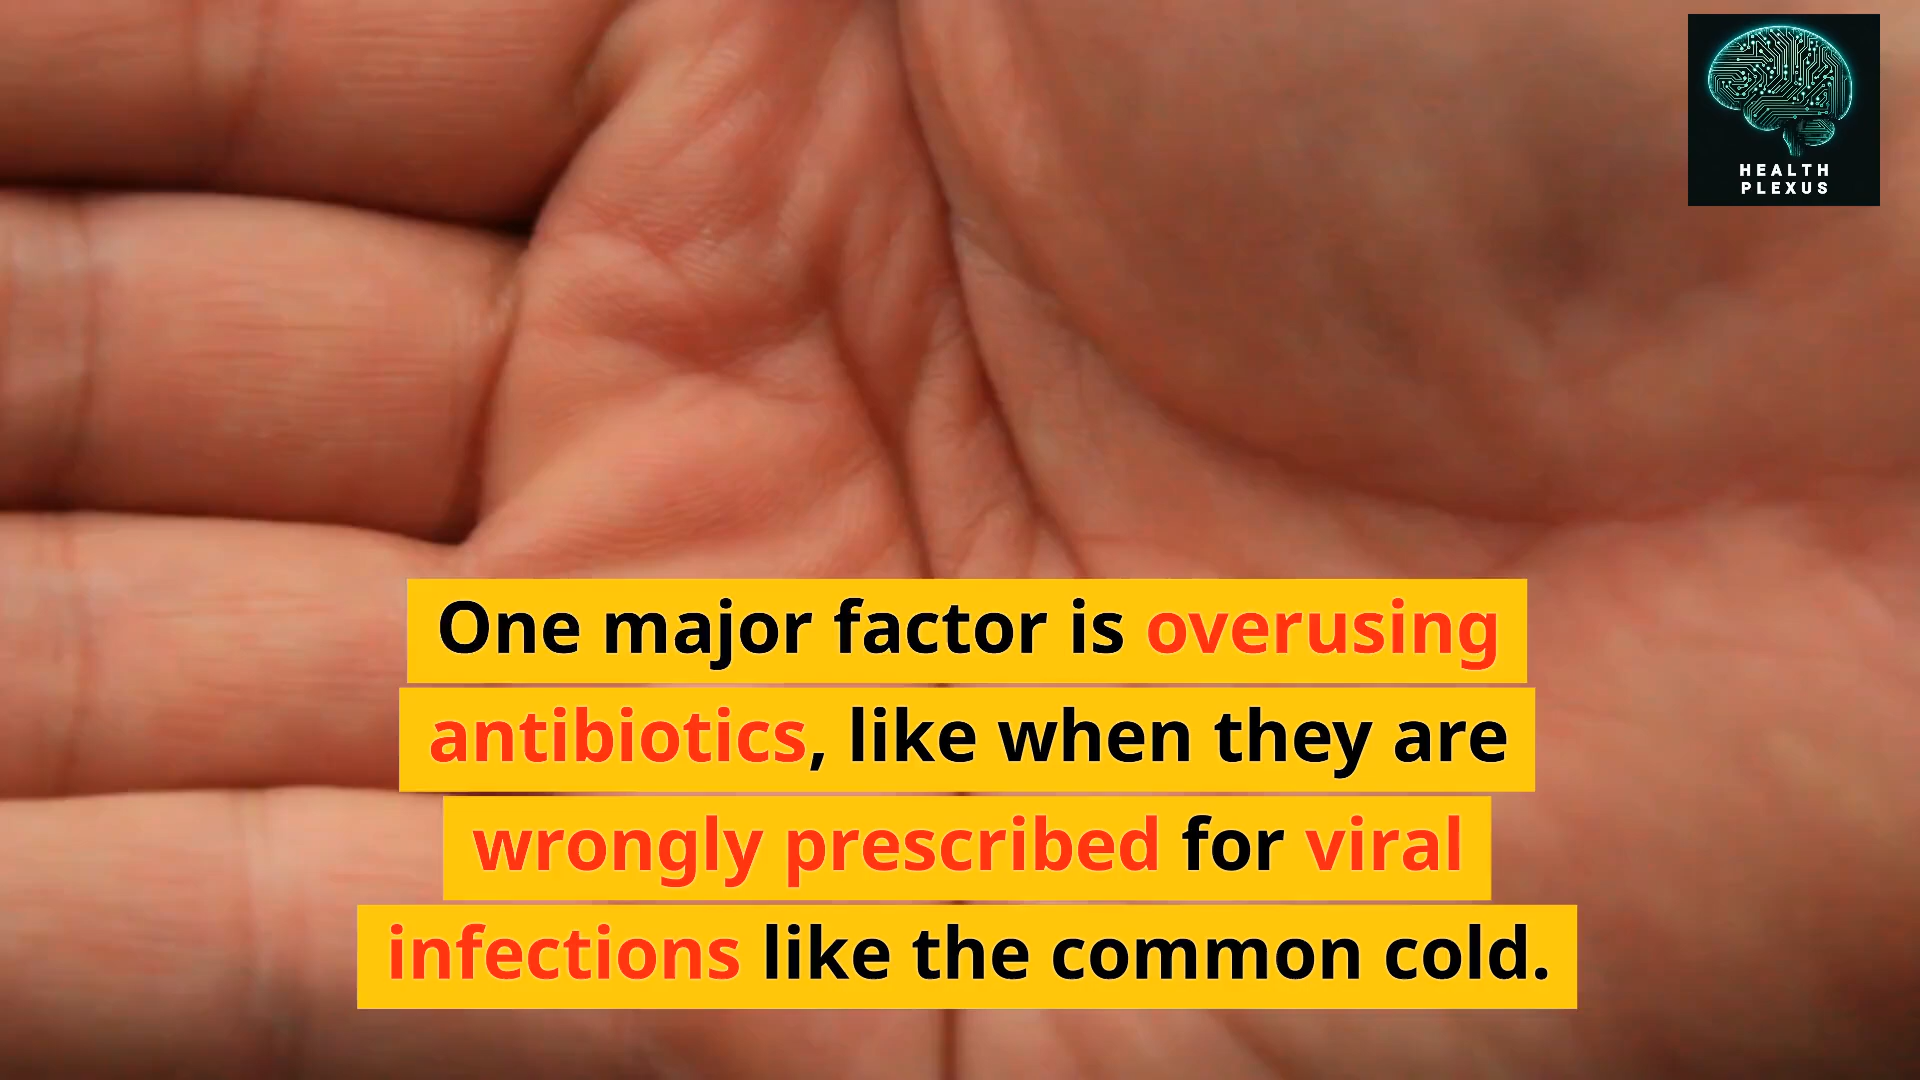 HEALTH
PLEXUS
One major factor is overusing
antibiotics, like when they are
wrongly prescribed for viral
infections like the common cold.